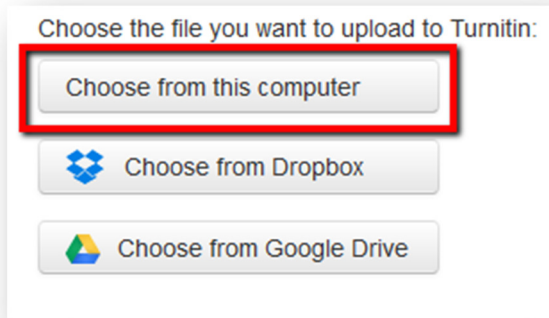 Choose the file you want to upload to Turnitin:
Choose from this computer
Choose from Dropbox
Choose from Google Drive